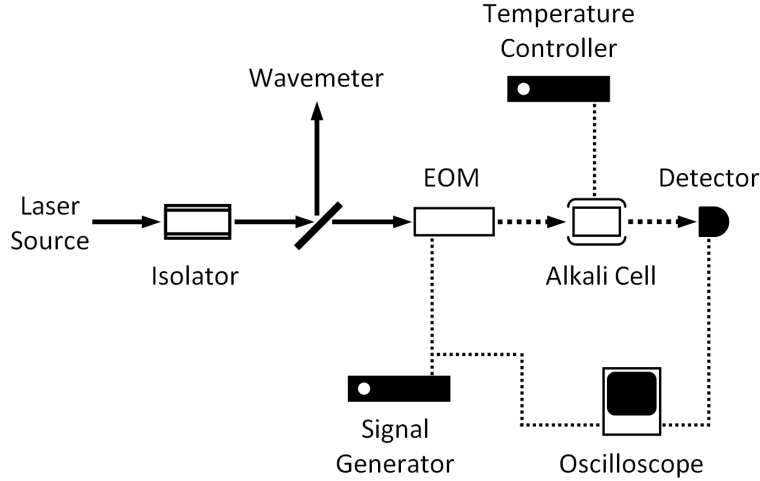 Temperature
Controller
Wavemeter
EOM
Detector
Laser
Source
Isolator
Alkali Cell
Signal
Generator
Oscilloscope